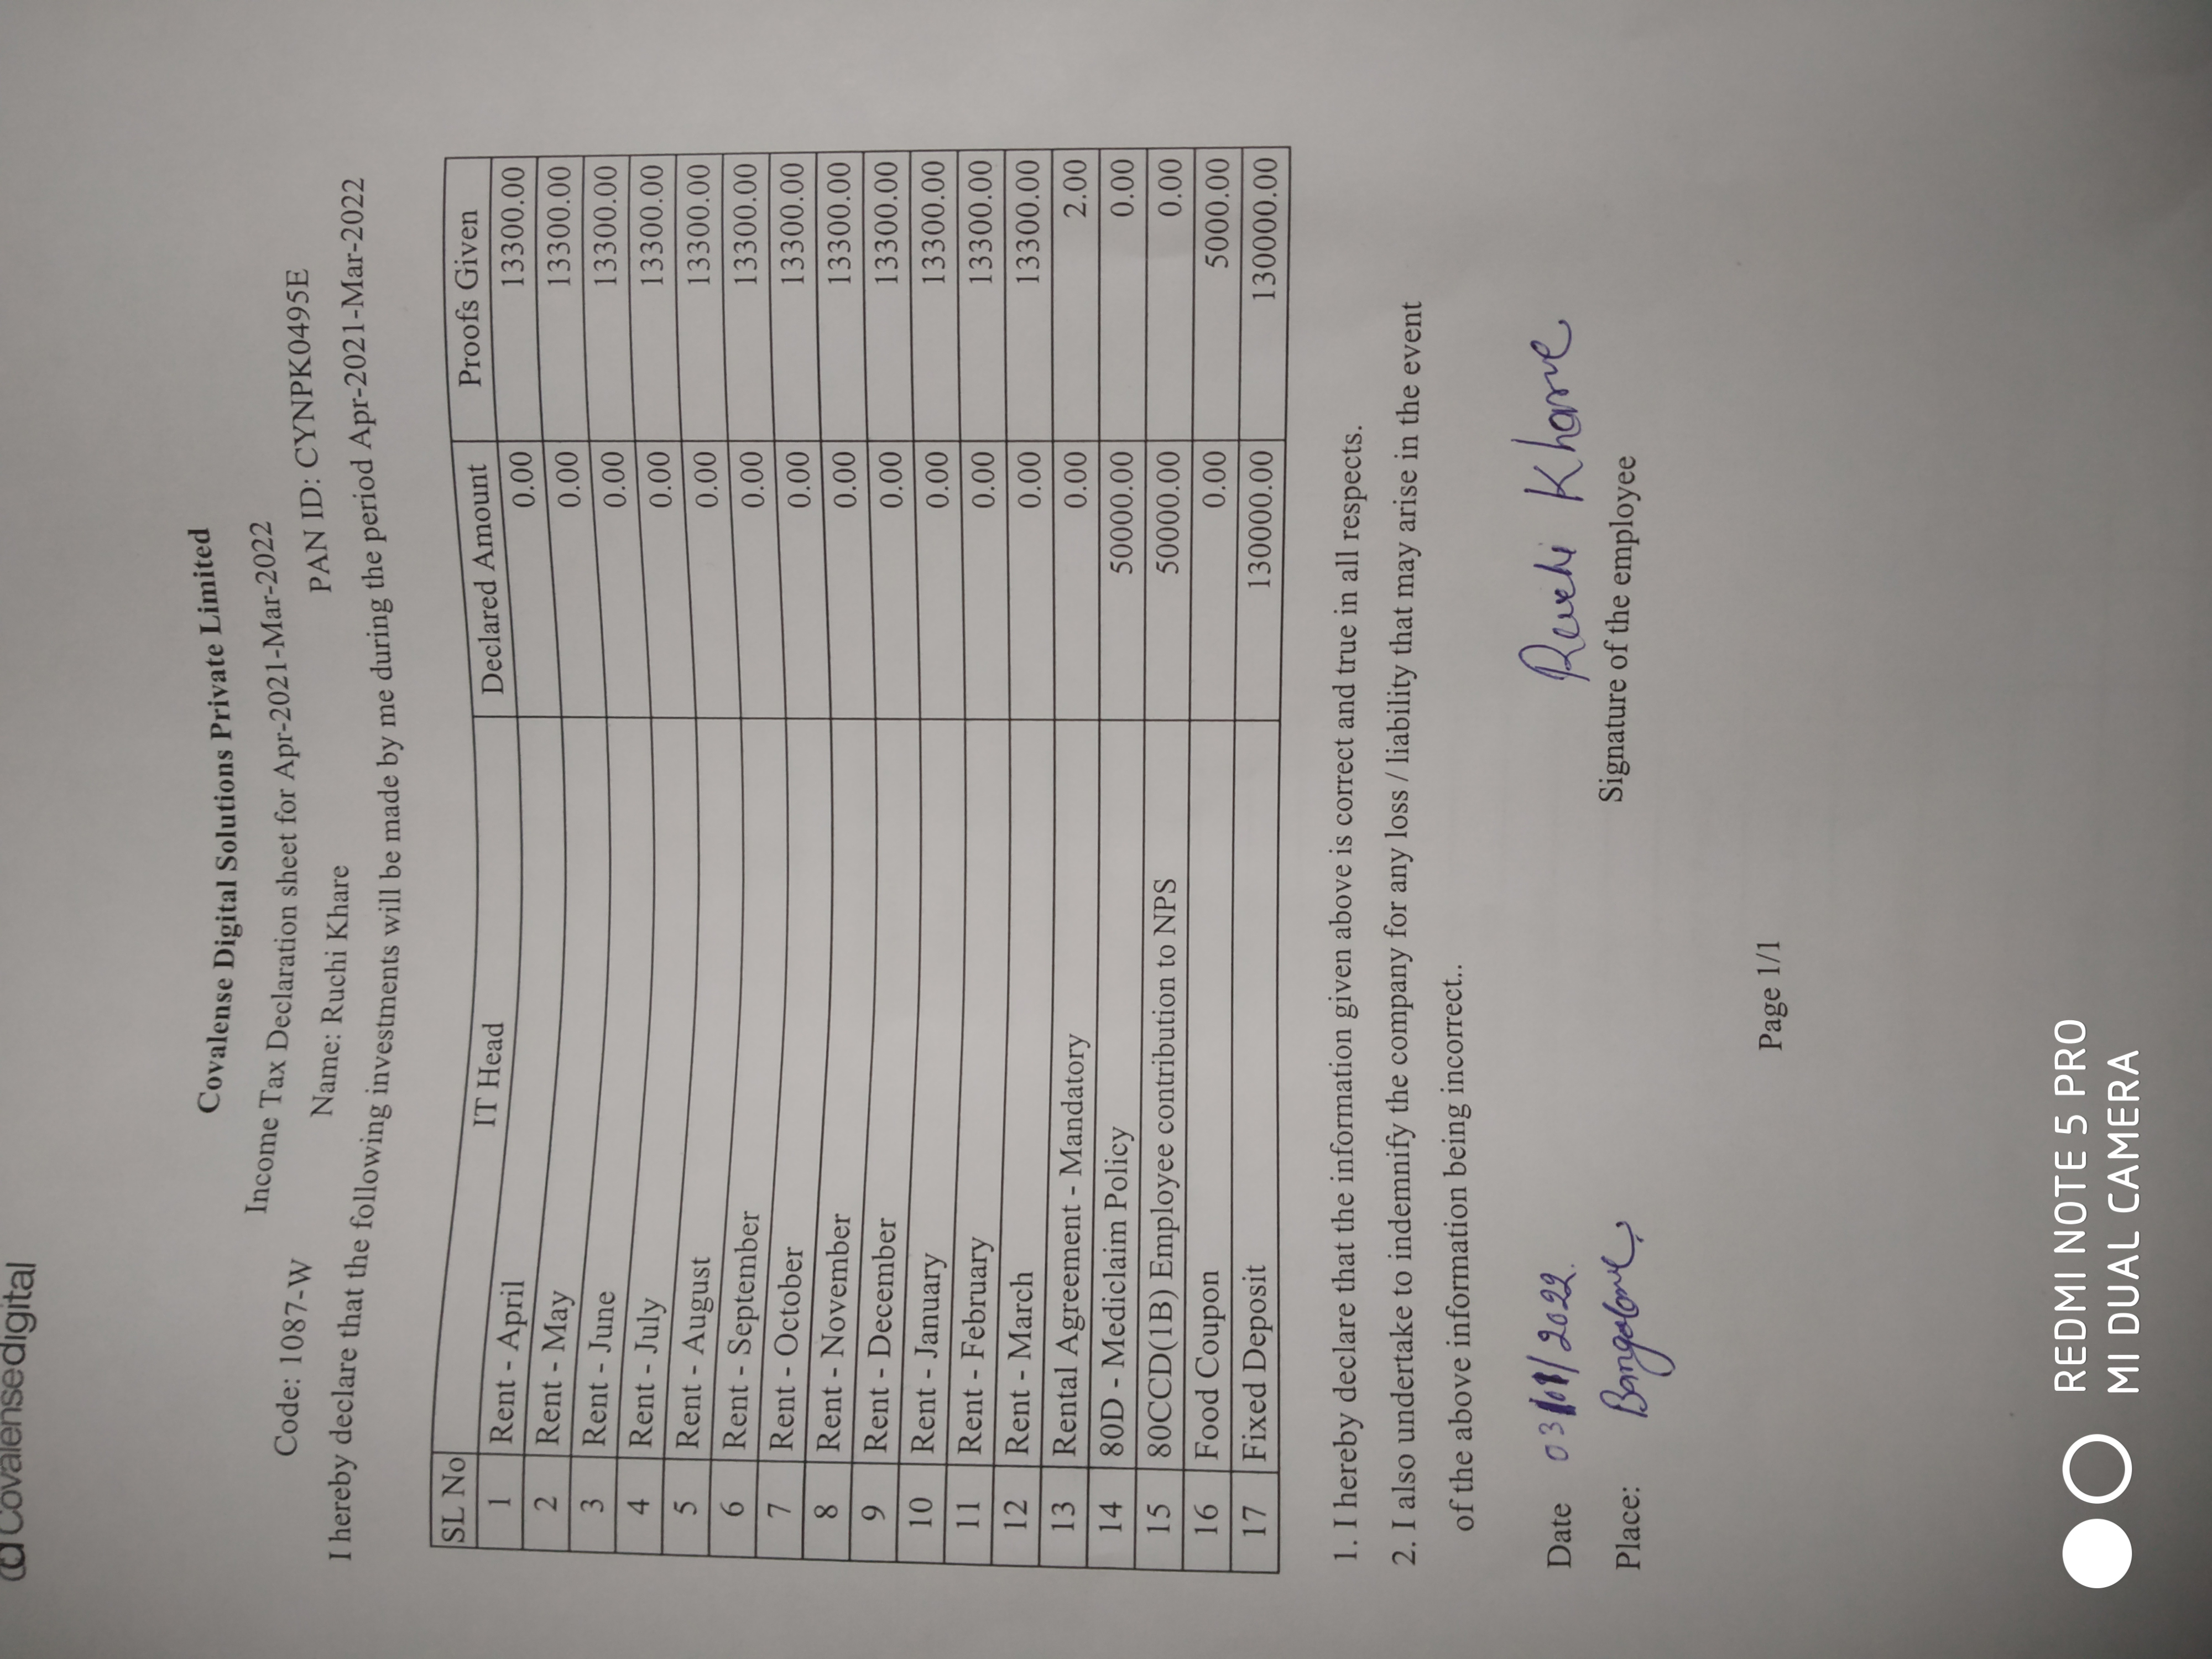 Covalensedigital
Covalense Digital Solutions Private Limited
Income Tax Declaration sheet for Apr-2021-Mar-2022
Code: 1087-W Name: Ruchi Khare PAN ID: CYNPK0495E
I hereby declare that the following investments will be made by me during the period Apr-2021-Mar-2022
SL No IT Head Declared Amount Proofs Given
1 Rent - April 0.00 13300.00
2 Rent - May 0.00 13300.00
3 Rent - June 0.00 13300.00
4 Rent - July 0.00 13300.00
5 Rent - August 0.00 13300.00
6 Rent - September 0.00 13300.00
7 Rent - October 0.00 13300.00
8 Rent - November 0.00 13300.00
9 Rent - December 0.00 13300.00
10 Rent - January 0.00 13300.00
11 Rent - February 0.00 13300.00
12 Rent - March 0.00 13300.00
13 Rental Agreement - Mandatory 0.00 2.00
14 80D - Mediclaim Policy 50000.00 0.00
15 80CCD(1B) Employee contribution to NPS 50000.00 0.00
16 Food Coupon 0.00 5000.00
17 Fixed Deposit 130000.00 130000.00
1. I hereby declare that the information given above is correct and true in all respects.
2. I also undertake to indemnify the company for any loss / liability that may arise in the event
of the above information being incorrect..
Date 03/01/2022.
Ruchi Khare
Place: Bangalore,
Signature of the employee
Page 1/1
REDMI NOTE 5 PRO
MI DUAL CAMERA